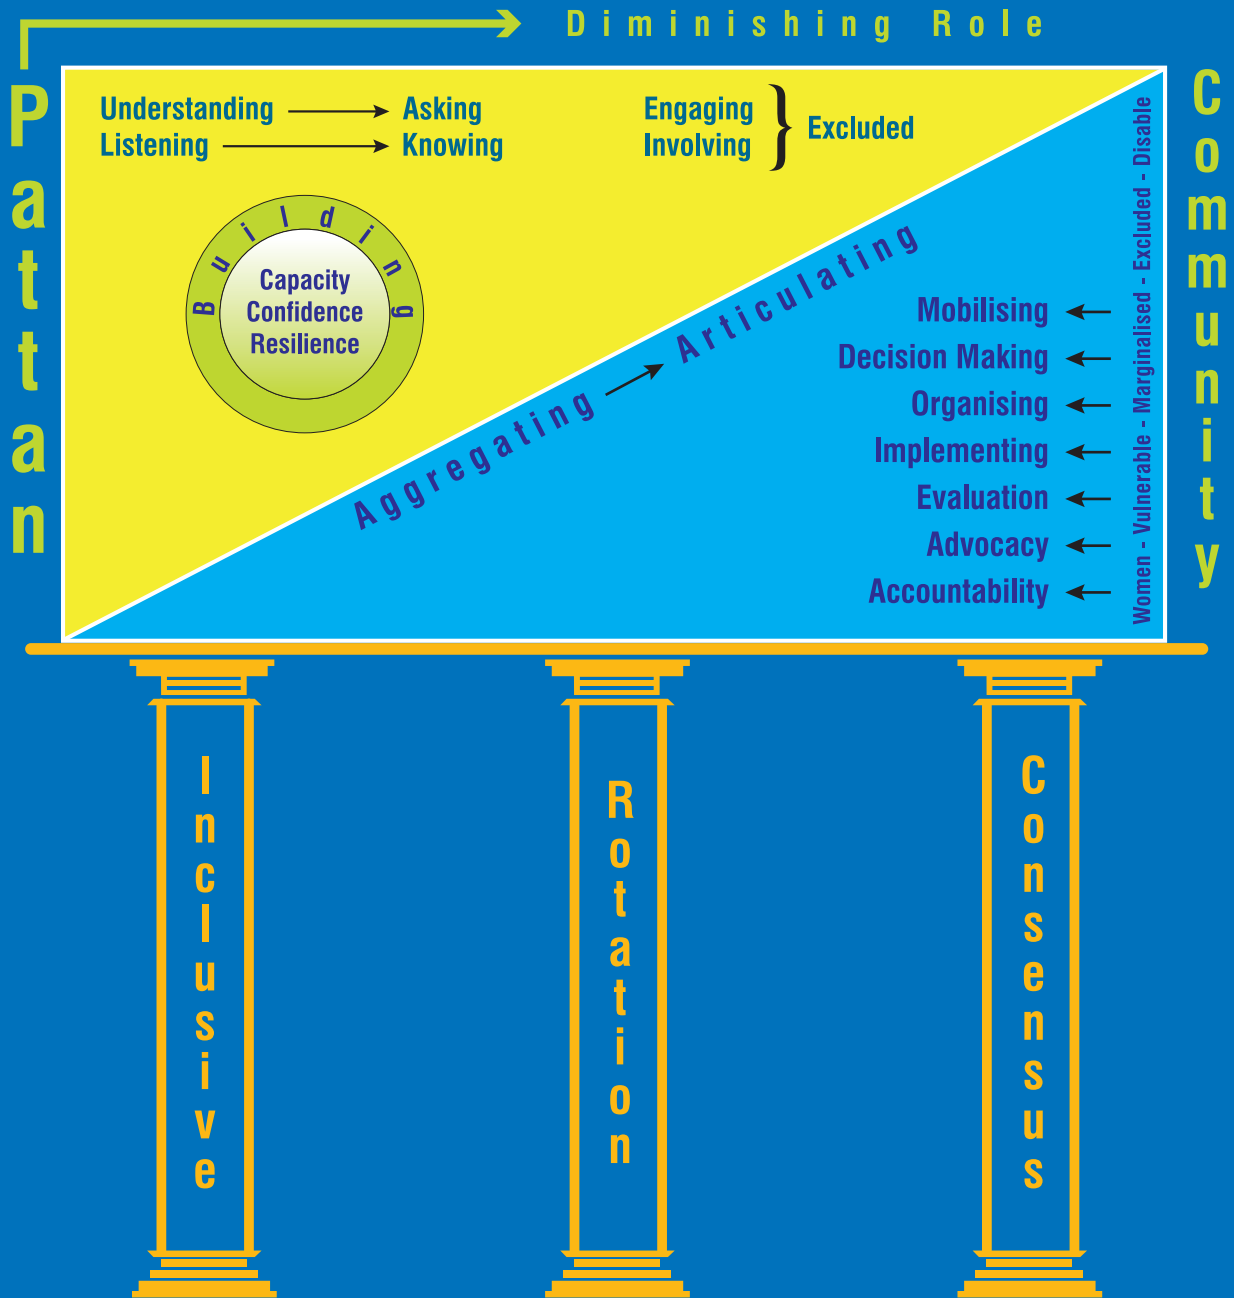 Diminishing Role
Pattan
Understanding Asking
Listening Knowing
Engaging
Involving
Excluded
Building
Capacity
Confidence
Resilience
Aggregating Articulating
Mobilising
Decision Making
Organising
Implementing
Evaluation
Advocacy
Accountability
Women - Vulnerable - Marginalised - Excluded - Disable
Community
Inclusive
Rotation
Consensus